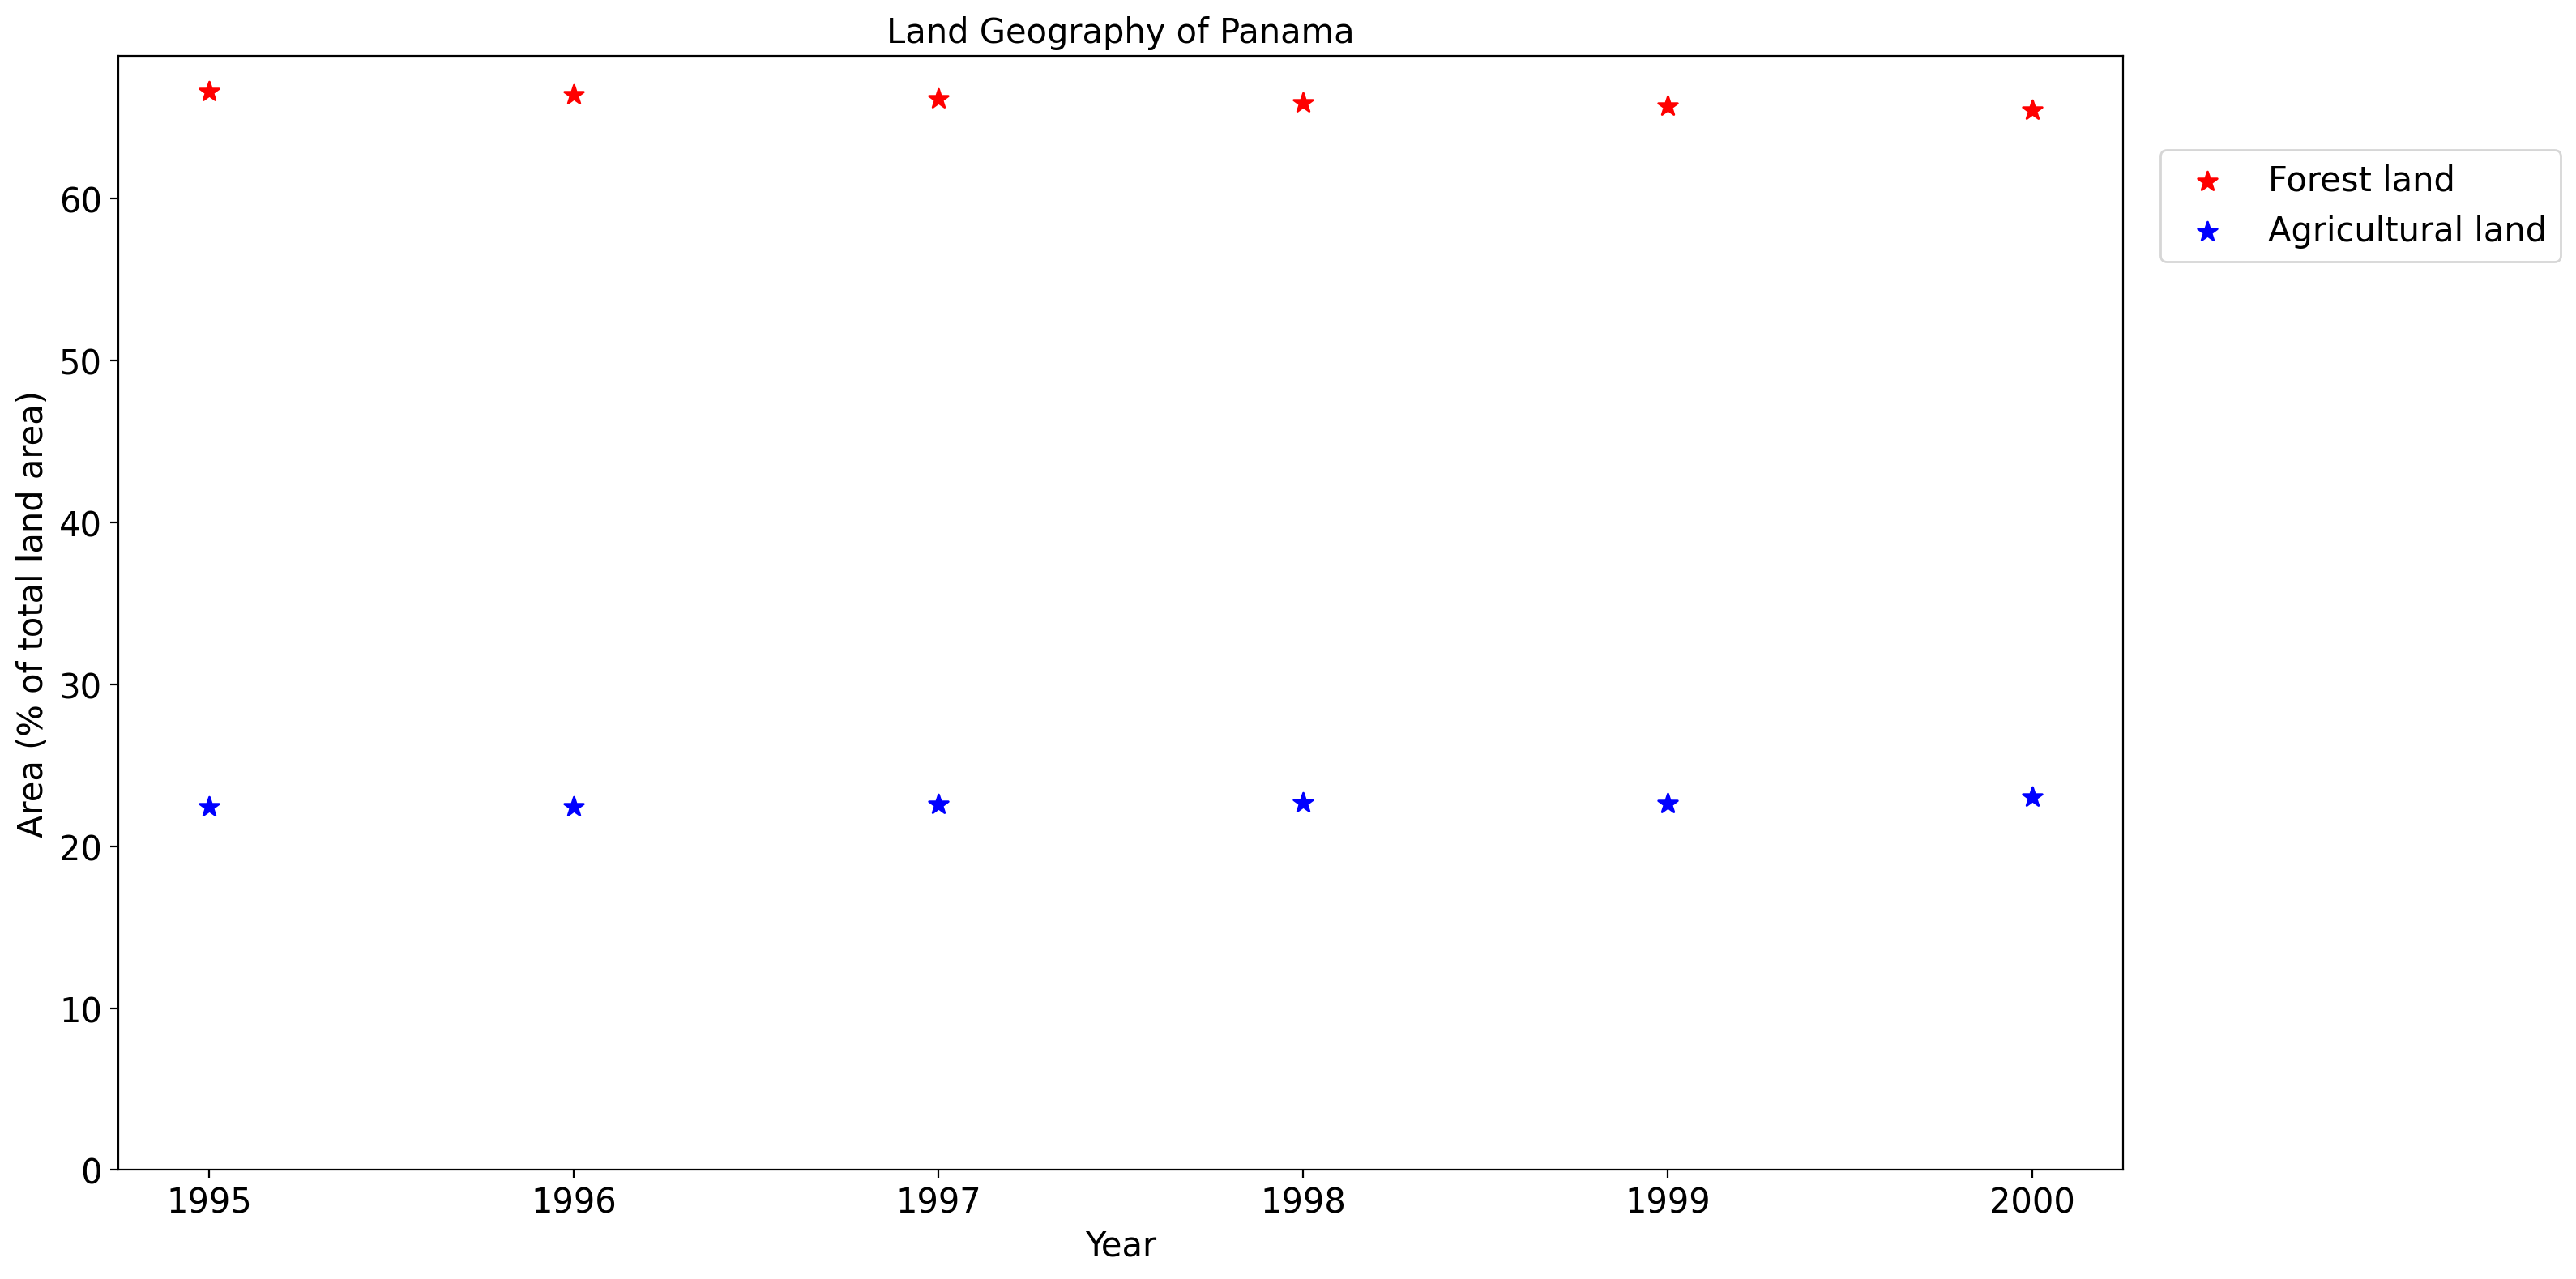 Land Geography of Panama
Forest land
Agricultural land
Area (% of total land area)
60
50
40
30
20
10
0
1995 1996 1997 1998 1999 2000
Year